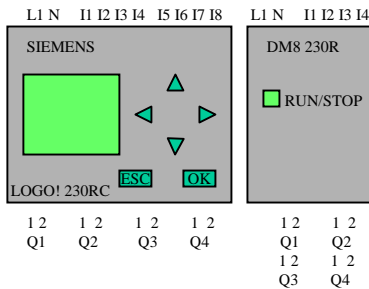 L1 N I1 I2 I3 I4 I5 I6 I7 I8
SIEMENS
ESC OK
LOGO! 230RC
1 2 1 2 1 2 1 2
Q1 Q2 Q3 Q4
L1 N I1 I2 I3 I4
DM8 230R
RUN/STOP
1 2 1 2
Q1 Q2
1 2 1 2
Q3 Q4